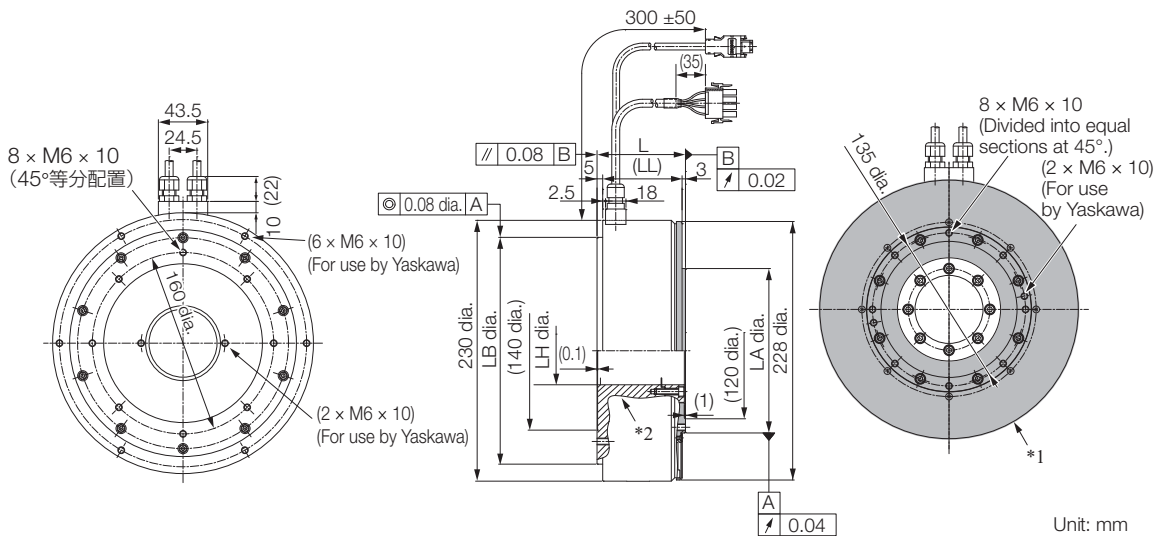 43.5
24.5
8 × M6 × 10
（45°等分配置）
(22)
10
(6 × M6 × 10)
(For use by Yaskawa)
160 dia.
(2 × M6 × 10)
(For use by Yaskawa)
300 ±50
(35)
// 0.08 B
L
(LL)
5
3
B
↗ 0.02
2.5
18
◎ 0.08 dia. A
230 dia.
LB dia.
(140 dia.)
LH dia.
(0.1)
(120 dia.)
LA dia.
228 dia.
(1)
*2
A
↗ 0.04
8 × M6 × 10
(Divided into equal
sections at 45°.)
(2 × M6 × 10)
(For use
by Yaskawa)
135 dia.
*1
Unit: mm